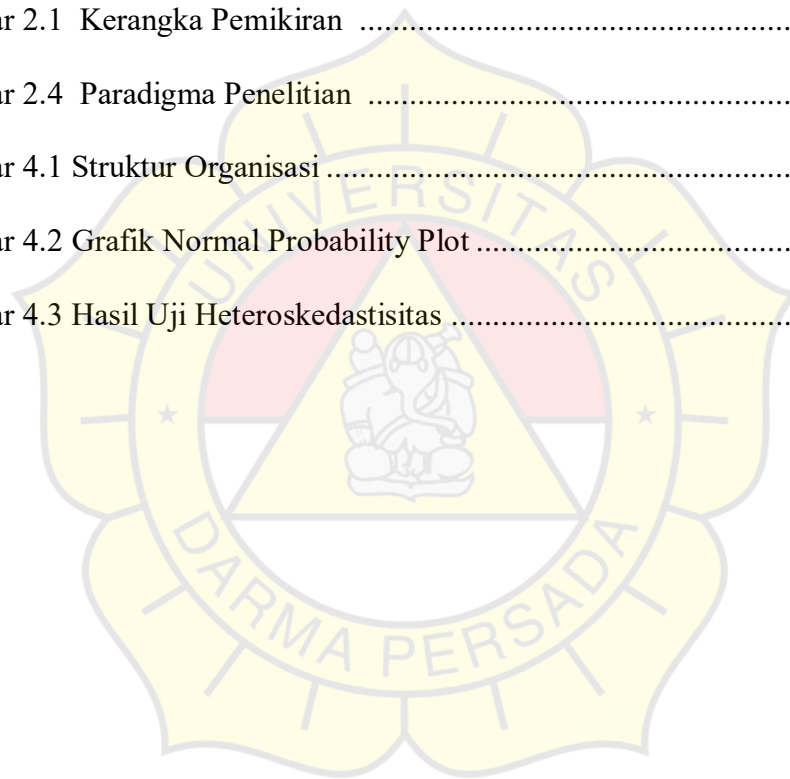 ar 2.1 Kerangka Pemikiran ................................................
ar 2.4 Paradigma Penelitian ...............................................
ar 4.1 Struktur Organisasi ....................................................
ar 4.2 Grafik Normal Probability Plot ...................................
ar 4.3 Hasil Uji Heteroskedastisitas ......................................
UNIVERSITAS
DARMA PERSADA